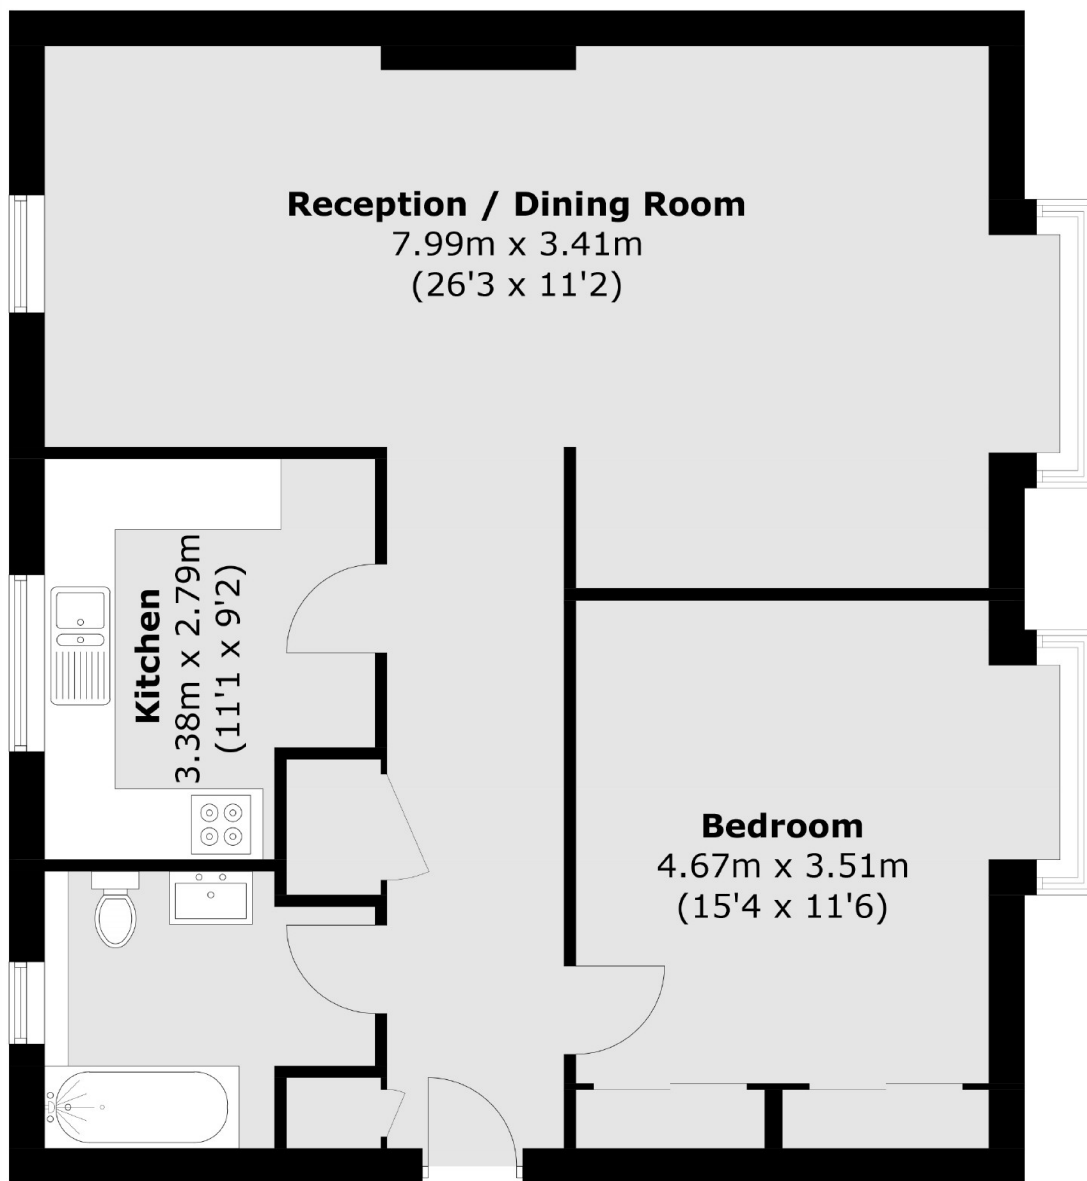 Reception / Dining Room
7.99m x 3.41m
(26'3 x 11'2)
Kitchen
3.38m x 2.79m
(11'1 x 9'2)
Bedroom
4.67m x 3.51m
(15'4 x 11'6)